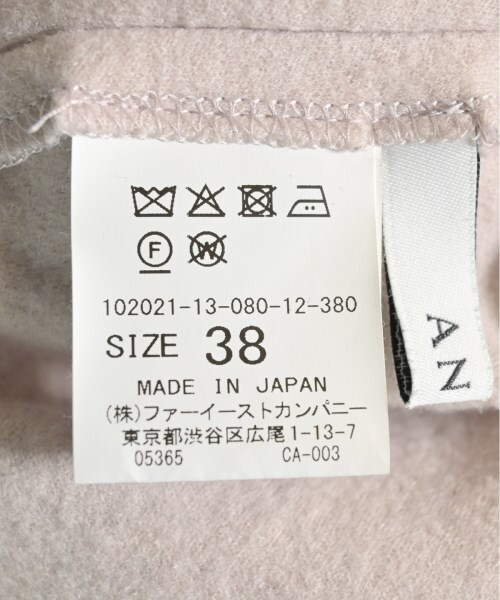 F W
102021-13-080-12-380
SIZE 38
MADE IN JAPAN
(株)ファーイーストカンパニー
東京都渋谷区広尾1-13-7
05365 CA-003
AN